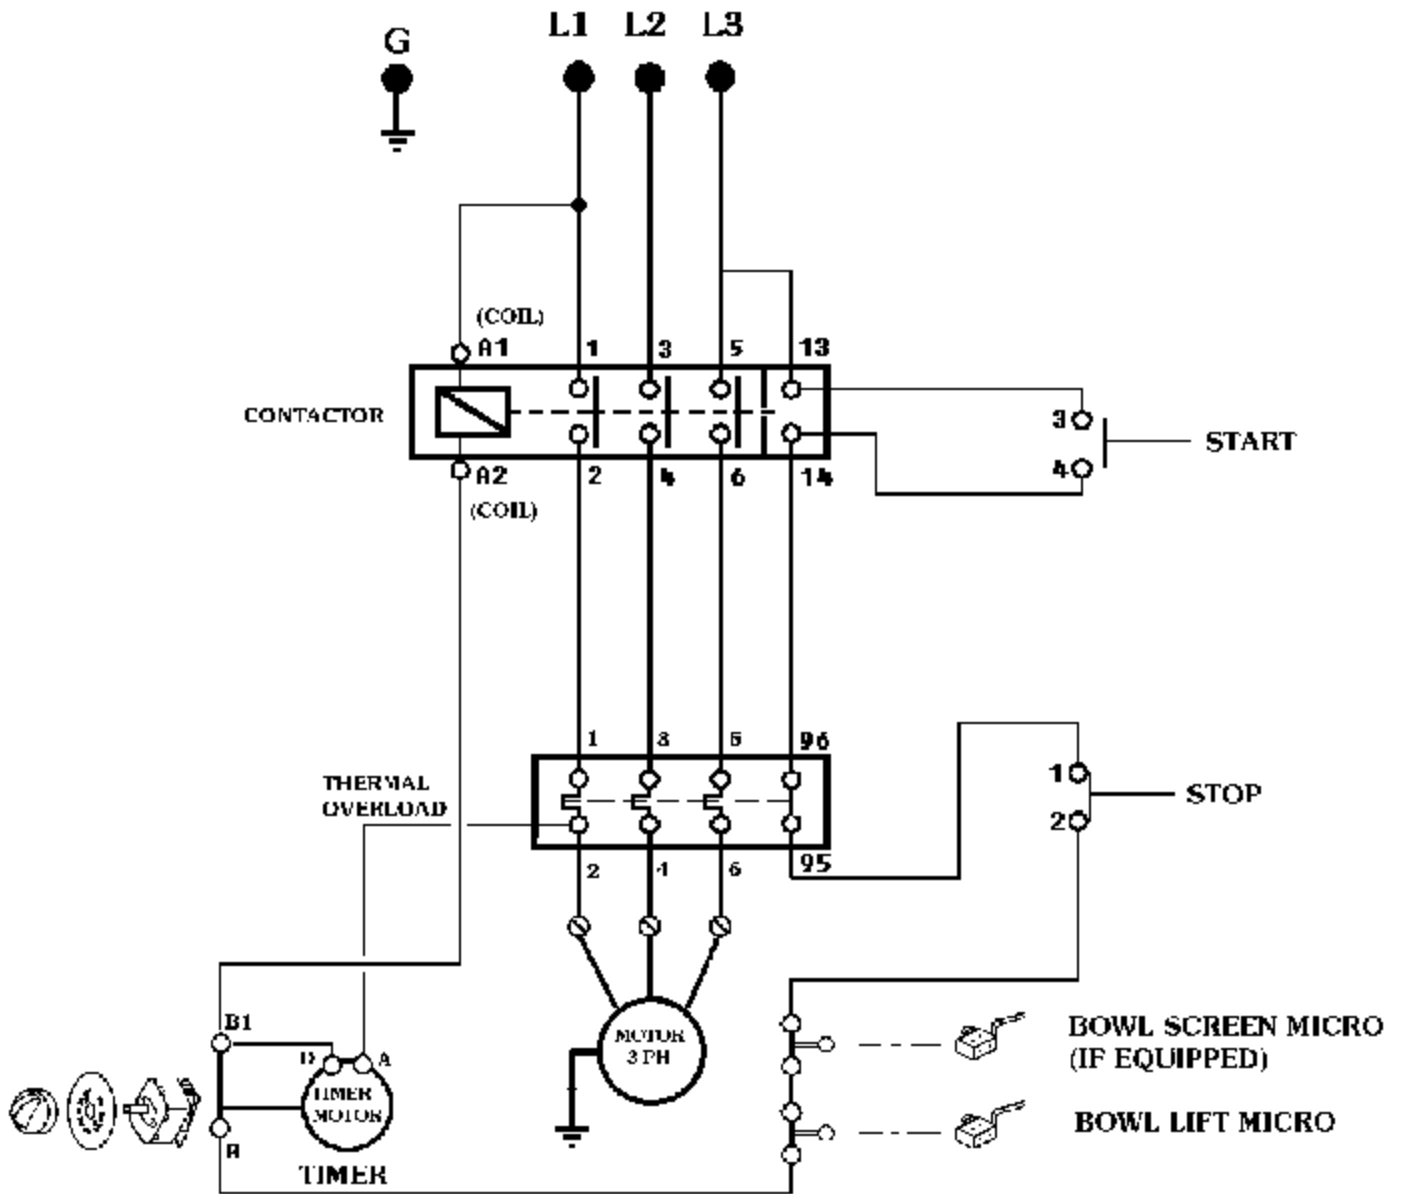 G
L1 L2 L3
(COIL)
A1
1 3 5 13
CONTACTOR
A2
2 4 6 14
(COIL)
3
4
START
1 3 5 96
THERMAL
OVERLOAD
1
2
STOP
2 4 6 95
B1
A
MOTOR
3 PH
TIMER
MOTOR
TIMER
BOWL SCREEN MICRO
(IF EQUIPPED)
BOWL LIFT MICRO